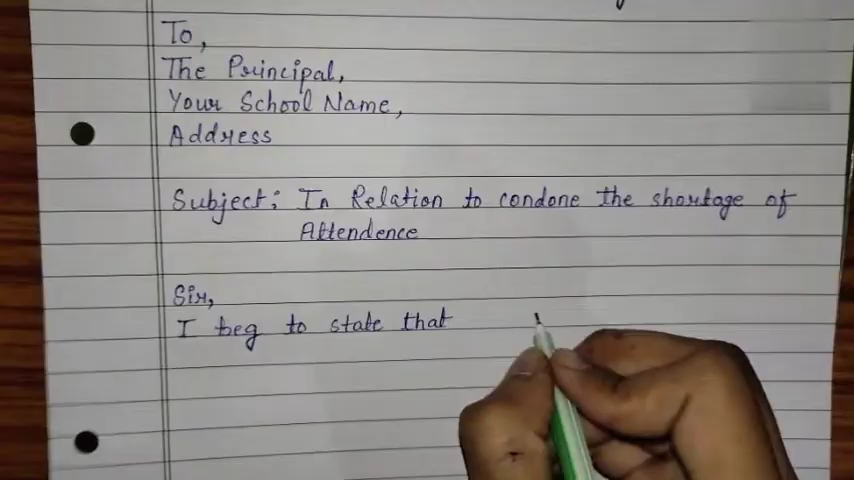 To,
The Principal,
Your School Name,
Address
Subject: In Relation to condone the shortage of
Attendence
Sir,
I beg to state that